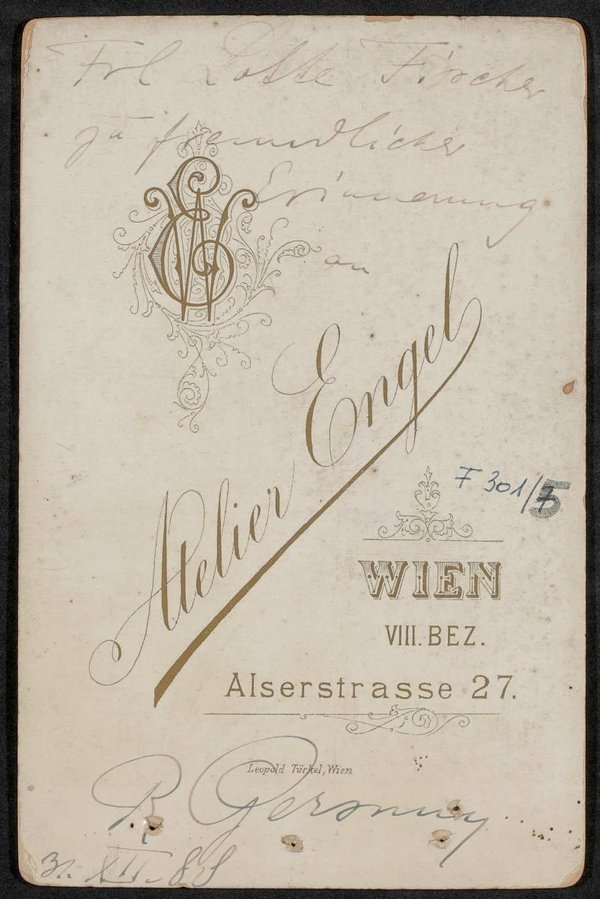 Frl Lotte Fischer
zu freundlicher
Erinnerung
an
EW
Atelier Engel
F 301/5
WIEN
VIII. BEZ.
Alserstrasse 27.
Leopold Türkel, Wien
R
31. XII. 88